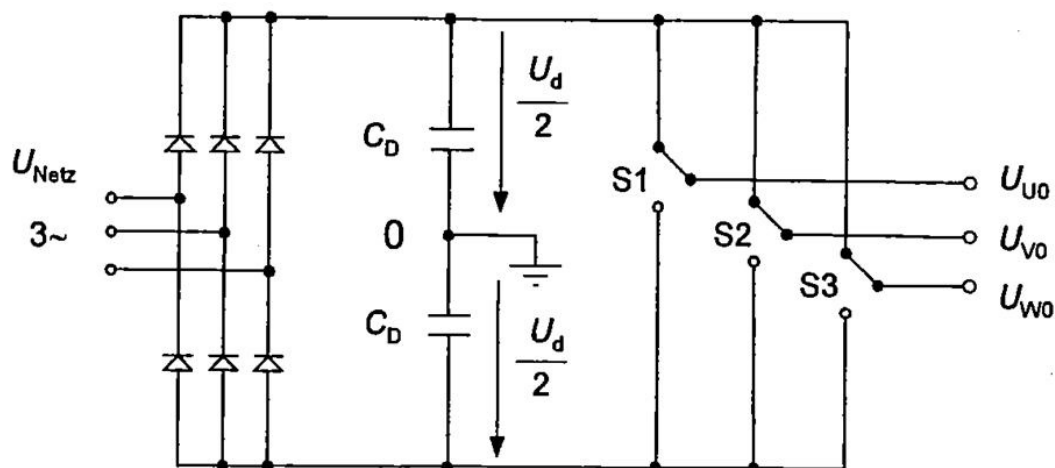 U_Netz
3~
C_D
U_d
2
0
C_D
U_d
2
S1
U_U0
S2
U_V0
S3
U_W0